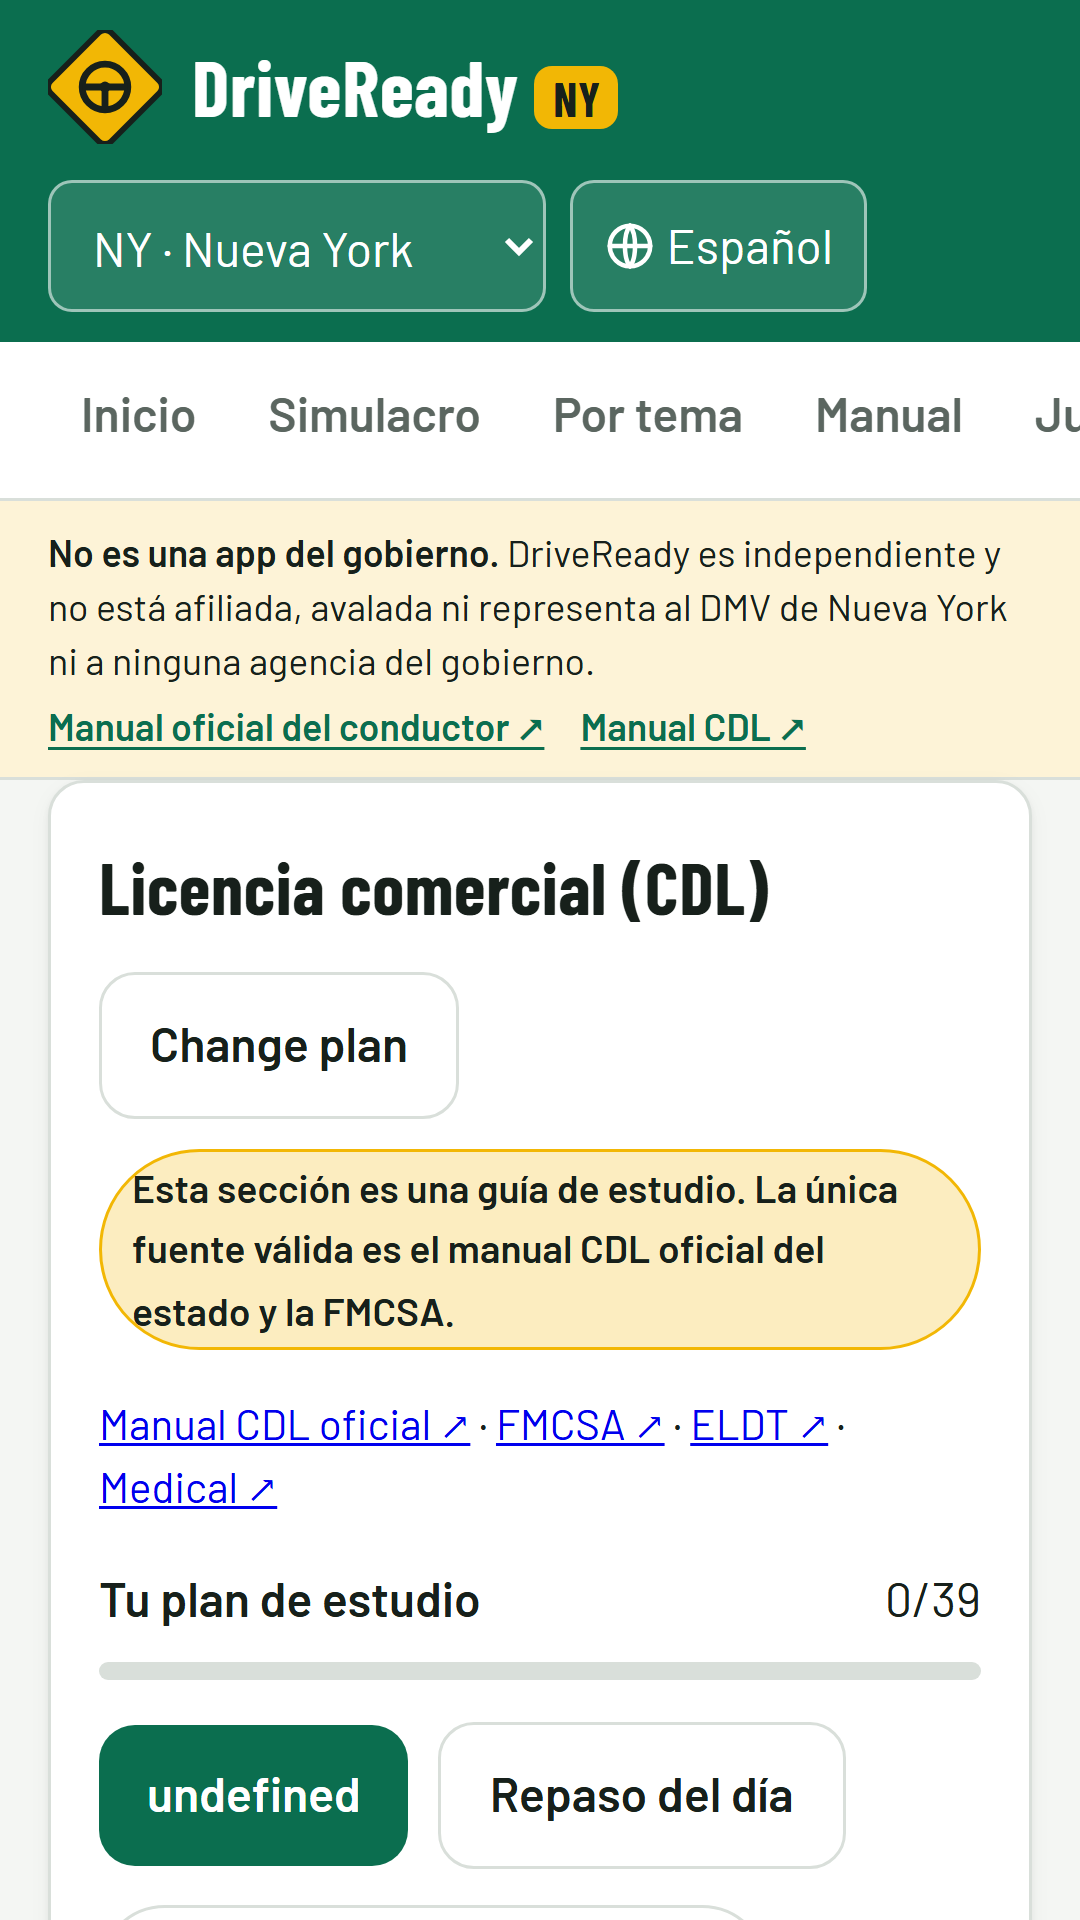 DriveReady NY
NY · Nueva York
Español
Inicio Simulacro Por tema Manual Ju
No es una app del gobierno. DriveReady es independiente y
no está afiliada, avalada ni representa al DMV de Nueva York
ni a ninguna agencia del gobierno.
Manual oficial del conductor ↗ Manual CDL ↗
Licencia comercial (CDL)
Change plan
Esta sección es una guía de estudio. La única
fuente válida es el manual CDL oficial del
estado y la FMCSA.
Manual CDL oficial ↗ · FMCSA ↗ · ELDT ↗ ·
Medical ↗
Tu plan de estudio 0/39
undefined Repaso del día